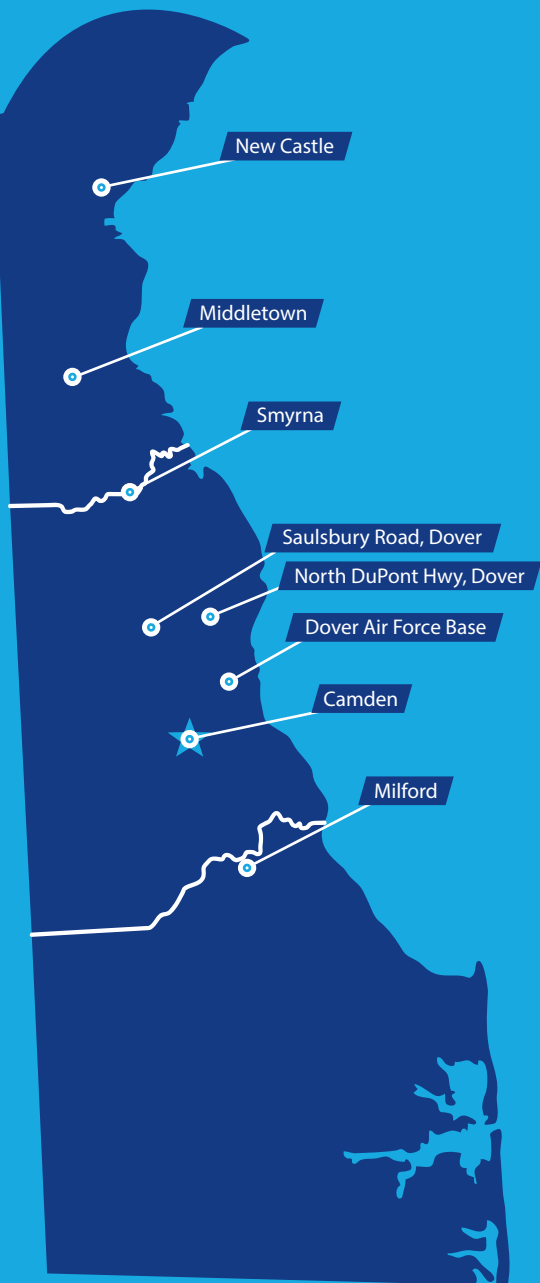 New Castle
Middletown
Smyrna
Saulsbury Road, Dover
North DuPont Hwy, Dover
Dover Air Force Base
Camden
Milford